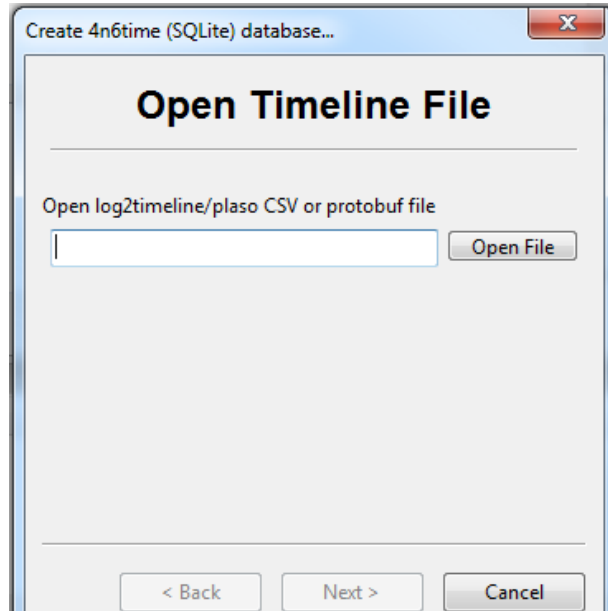 Create 4n6time (SQLite) database...
Open Timeline File
Open log2timeline/plaso CSV or protobuf file
Open File
< Back Next > Cancel